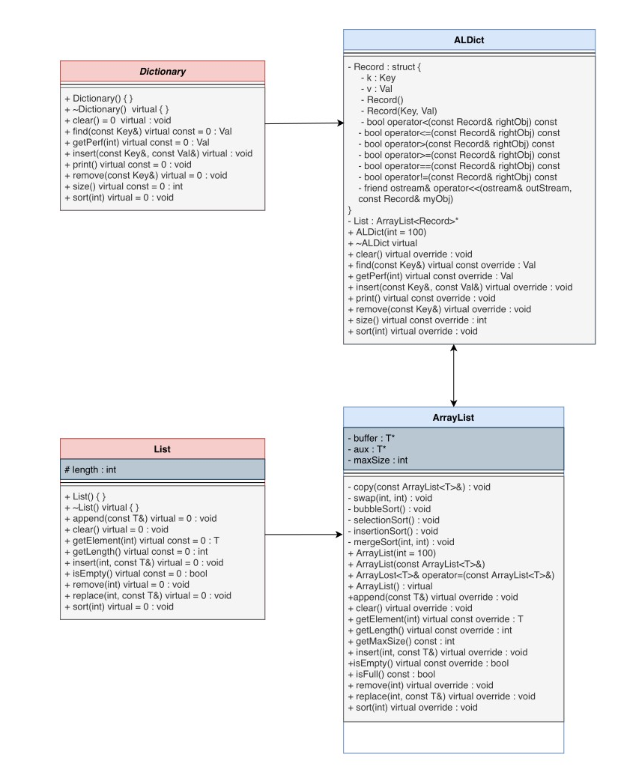 ALDict
- Record : struct {
- k : Key
- v : Val
- Record()
- Record(Key, Val)
- bool operator<(const Record& rightObj) const
- bool operator<=(const Record& rightObj) const
- bool operator>(const Record& rightObj) const
- bool operator>=(const Record& rightObj) const
- bool operator==(const Record& rightObj) const
- bool operator!=(const Record& rightObj) const
- friend ostream& operator<<(ostream& outStream,
const Record& myObj)
}
- List : ArrayList<Record>*
+ ALDict(int = 100)
+ ~ALDict virtual
+ clear() virtual override : void
+ find(const Key&) virtual const override : Val
+ getPerf(int) virtual const override : Val
+ insert(const Key&, const Val&) virtual override : void
+ print() virtual const override : void
+ remove(const Key&) virtual override : void
+ size() virtual const override : int
+ sort(int) virtual override : void
Dictionary
+ Dictionary() { }
+ ~Dictionary() virtual { }
+ clear() = 0 virtual : void
+ find(const Key&) virtual const = 0 : Val
+ getPerf(int) virtual const = 0 : Val
+ insert(const Key&, const Val&) virtual : void
+ print() virtual const = 0 : void
+ remove(const Key&) virtual = 0 : void
+ size() virtual const = 0 : int
+ sort(int) virtual = 0 : void
ArrayList
- buffer : T*
- aux : T*
- maxSize : int
- copy(const ArrayList<T>&) : void
- swap(int, int) : void
- bubbleSort() : void
- selectionSort() : void
- insertionSort() : void
- mergeSort(int, int) : void
+ ArrayList(int = 100)
+ ArrayList(const ArrayList<T>&)
+ ArrayLost<T>& operator=(const ArrayList<T>&)
+ ArrayList() : virtual
+append(const T&) virtual override : void
+ clear() virtual override : void
+ getElement(int) virtual const override : T
+ getLength() virtual const override : int
+ getMaxSize() const : int
+ insert(int, const T&) virtual override : void
+isEmpty() virtual const override : bool
+ isFull() const : bool
+ remove(int) virtual override : void
+ replace(int, const T&) virtual override : void
+ sort(int) virtual override : void
List
# length : int
+ List() { }
+ ~List() virtual { }
+ append(const T&) virtual = 0 : void
+ clear() virtual = 0 : void
+ getElement(int) virtual const = 0 : T
+ getLength() virtual const = 0 : int
+ insert(int, const T&) virtual = 0 : void
+ isEmpty() virtual const = 0 : bool
+ remove(int) virtual = 0 : void
+ replace(int, const T&) virtual = 0 : void
+ sort(int) virtual = 0 : void